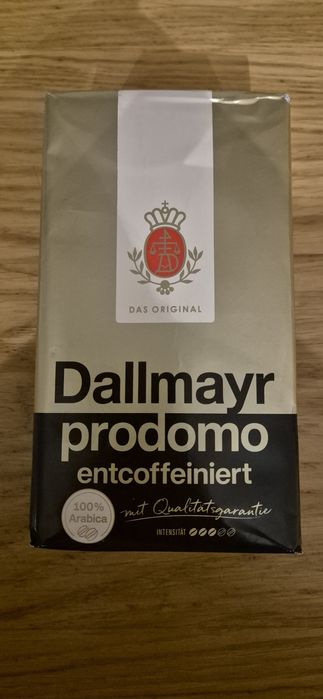 DAS ORIGINAL
Dallmayr
prodomo
entcoffeiniert
100%
Arabica
mit Qualitätsgarantie
INTENSITÄT